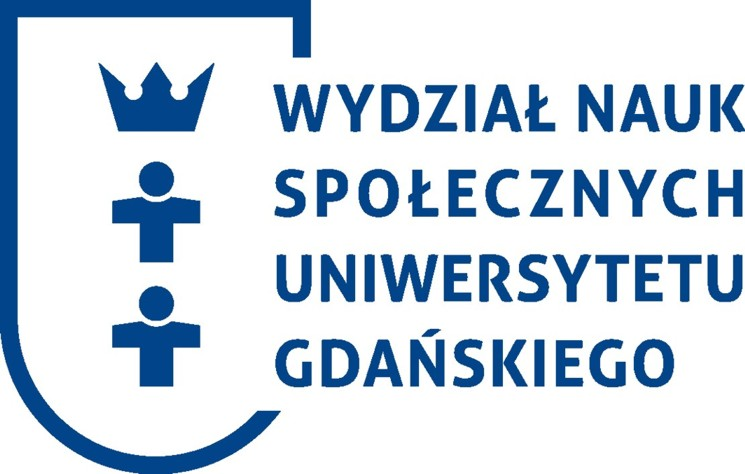 WYDZIAŁ NAUK
SPOŁECZNYCH
UNIWERSYTETU
GDAŃSKIEGO